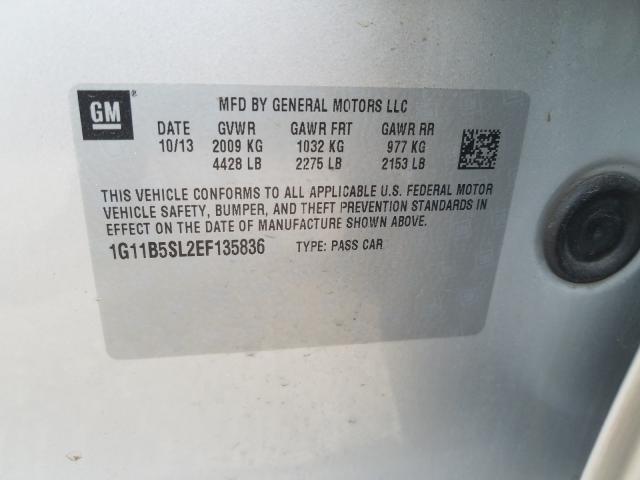 GM®
MFD BY GENERAL MOTORS LLC
DATE GVWR GAWR FRT GAWR RR
10/13 2009 KG 1032 KG 977 KG
4428 LB 2275 LB 2153 LB
THIS VEHICLE CONFORMS TO ALL APPLICABLE U.S. FEDERAL MOTOR
VEHICLE SAFETY, BUMPER, AND THEFT PREVENTION STANDARDS IN
EFFECT ON THE DATE OF MANUFACTURE SHOWN ABOVE.
1G11B5SL2EF135836 TYPE: PASS CAR